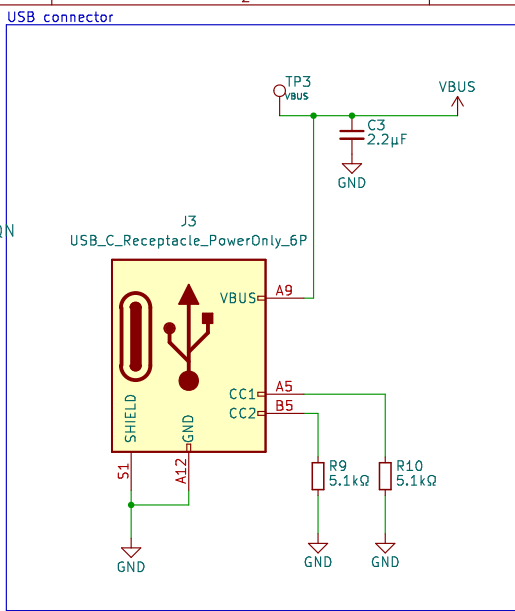 USB connector
TP3
VBUS
VBUS
C3
2.2µF
GND
J3
USB_C_Receptacle_PowerOnly_6P
VBUS
A9
CC1
A5
CC2
B5
SHIELD
GND
S1
A12
R9
5.1kΩ
R10
5.1kΩ
GND
GND
GND